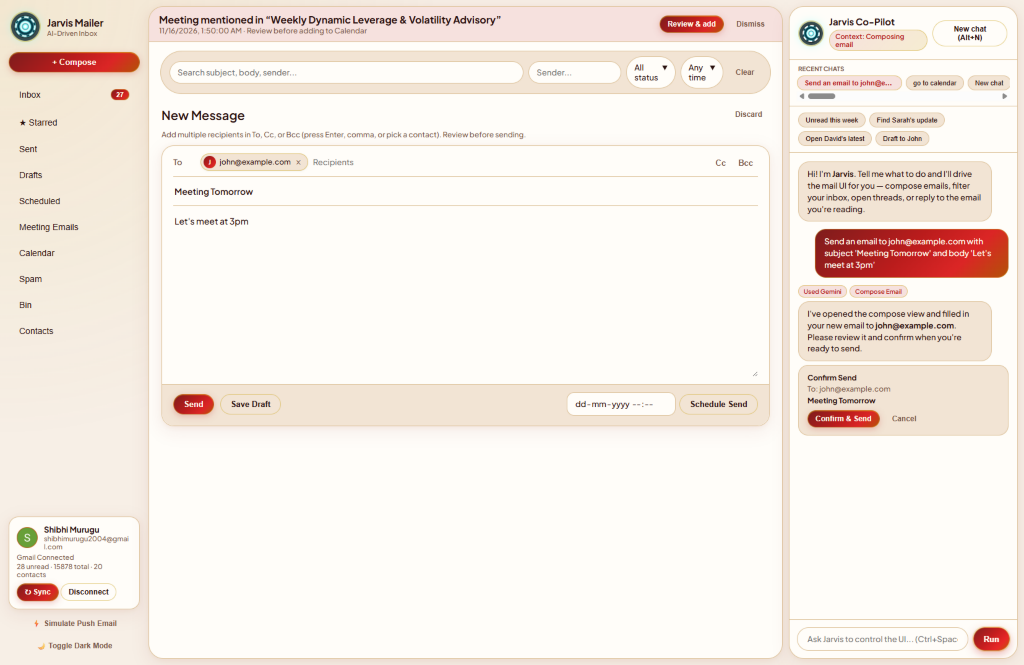 Jarvis Mailer
AI-Driven Inbox
+ Compose
Inbox 27
★ Starred
Sent
Drafts
Scheduled
Meeting Emails
Calendar
Spam
Bin
Contacts
S
Shibhi Murugu
shibhimurugu2004@gmai
l.com
Gmail Connected
28 unread · 15878 total · 20
contacts
↻ Sync Disconnect
Simulate Push Email
Toggle Dark Mode
Meeting mentioned in “Weekly Dynamic Leverage & Volatility Advisory”
11/16/2026, 1:50:00 AM · Review before adding to Calendar
Review & add Dismiss
Search subject, body, sender...
Sender...
All
status
Any
time
Clear
New Message
Discard
Add multiple recipients in To, Cc, or Bcc (press Enter, comma, or pick a contact). Review before sending.
To J john@example.com × Recipients Cc Bcc
Meeting Tomorrow
Let's meet at 3pm
Send Save Draft dd-mm-yyyy --:-- Schedule Send
Jarvis Co-Pilot
Context: Composing
email
New chat
(Alt+N)
RECENT CHATS
Send an email to john@e... go to calendar New chat
Unread this week Find Sarah's update
Open David's latest Draft to John
Hi! I'm Jarvis. Tell me what to do and I'll drive
the mail UI for you — compose emails, filter
your inbox, open threads, or reply to the email
you're reading.
Send an email to john@example.com with
subject 'Meeting Tomorrow' and body 'Let's
meet at 3pm'
Used Gemini Compose Email
I've opened the compose view and filled in
your new email to john@example.com.
Please review it and confirm when you're
ready to send.
Confirm Send
To: john@example.com
Meeting Tomorrow
Confirm & Send Cancel
Ask Jarvis to control the UI... (Ctrl+Spac
Run